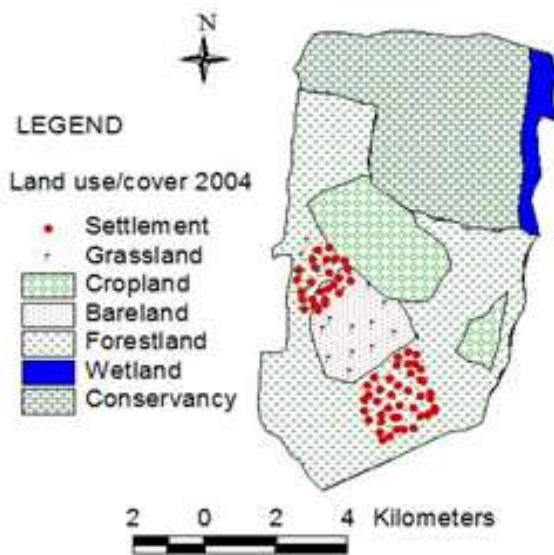 N
LEGEND
Land use/cover 2004
Settlement
Grassland
Cropland
Bareland
Forestland
Wetland
Conservancy
2 0 2 4 Kilometers